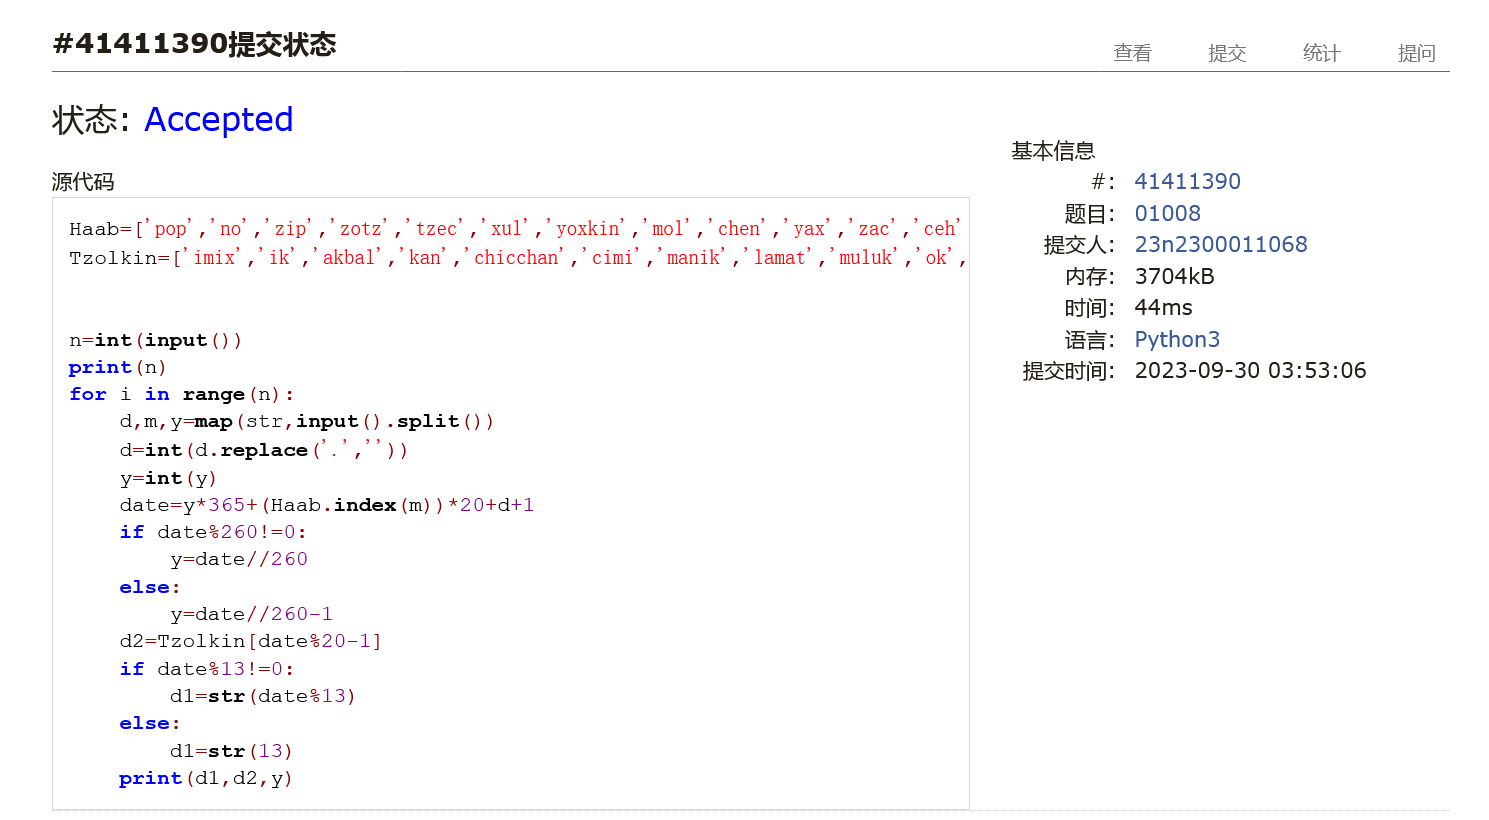 #41411390提交状态
查看 提交 统计 提问
状态: Accepted
源代码
Haab=['pop','no','zip','zotz','tzec','xul','yoxkin','mol','chen','yax','zac','ceh'
Tzolkin=['imix','ik','akbal','kan','chicchan','cimi','manik','lamat','muluk','ok',
n=int(input())
print(n)
for i in range(n):
    d,m,y=map(str,input().split())
    d=int(d.replace('.',''))
    y=int(y)
    date=y*365+(Haab.index(m))*20+d+1
    if date%260!=0:
        y=date//260
    else:
        y=date//260-1
    d2=Tzolkin[date%20-1]
    if date%13!=0:
        d1=str(date%13)
    else:
        d1=str(13)
    print(d1,d2,y)
基本信息
#: 41411390
题目: 01008
提交人: 23n2300011068
内存: 3704kB
时间: 44ms
语言: Python3
提交时间: 2023-09-30 03:53:06